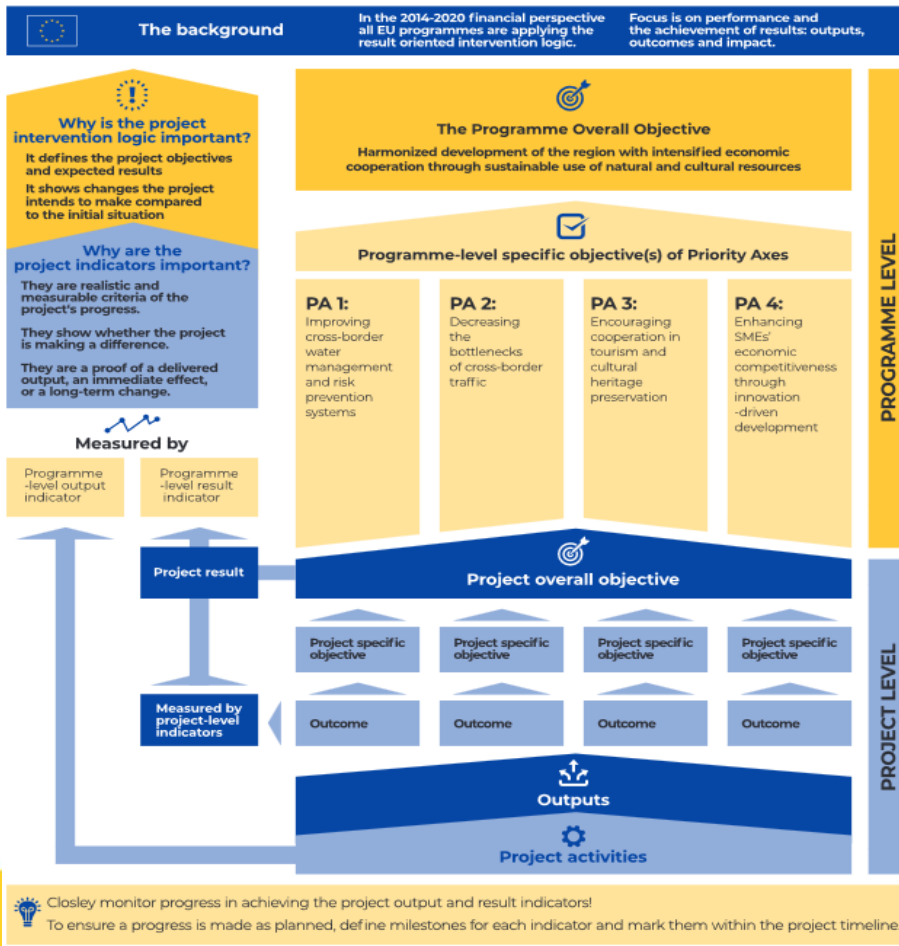 The background
In the 2014-2020 financial perspective
all EU programmes are applying the
result oriented intervention logic.
Focus is on performance and
the achievement of results: outputs,
outcomes and impact.
Why is the project
intervention logic important?
It defines the project objectives
and expected results
It shows changes the project
intends to make compared
to the initial situation
Why are the
project indicators important?
They are realistic and
measurable criteria of the
project's progress.
They show whether the project
is making a difference.
They are a proof of a delivered
output, an immediate effect,
or a long-term change.
Measured by
Programme
-level output
indicator
Programme
-level result
indicator
Project result
Measured by
project-level
indicators
The Programme Overall Objective
Harmonized development of the region with intensified economic
cooperation through sustainable use of natural and cultural resources
Programme-level specific objective(s) of Priority Axes
PA 1:
Improving
cross-border
water
management
and risk
prevention
systems
PA 2:
Decreasing
the
bottlenecks
of cross-border
traffic
PA 3:
Encouraging
cooperation in
tourism and
cultural
heritage
preservation
PA 4:
Enhancing
SMEs'
economic
competitiveness
through
innovation
-driven
development
Project overall objective
Project specific
objective
Project specific
objective
Project specific
objective
Project specific
objective
Outcome
Outcome
Outcome
Outcome
Outputs
Project activities
PROGRAMME LEVEL
PROJECT LEVEL
Closley monitor progress in achieving the project output and result indicators!
To ensure a progress is made as planned, define milestones for each indicator and mark them within the project timeline